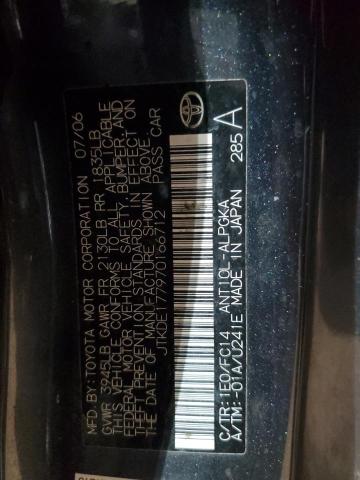 MFD. BY: TOYOTA MOTOR CORPORATION 07/06
GVWR 3945LB GAWR FR 2130LB RR 1835LB
THIS VEHICLE CONFORMS TO ALL APPLICABLE
FEDERAL MOTOR VEHICLE SAFETY, BUMPER, AND
THEFT PREVENTION STANDARDS IN EFFECT ON
THE DATE OF MANUFACTURE SHOWN ABOVE.
JTKDE177970166712 PASS CAR
C/TR: 1E0/FC14 ANT10L-ALPGKA
A/TM: -01A/U241E MADE IN JAPAN
285 A